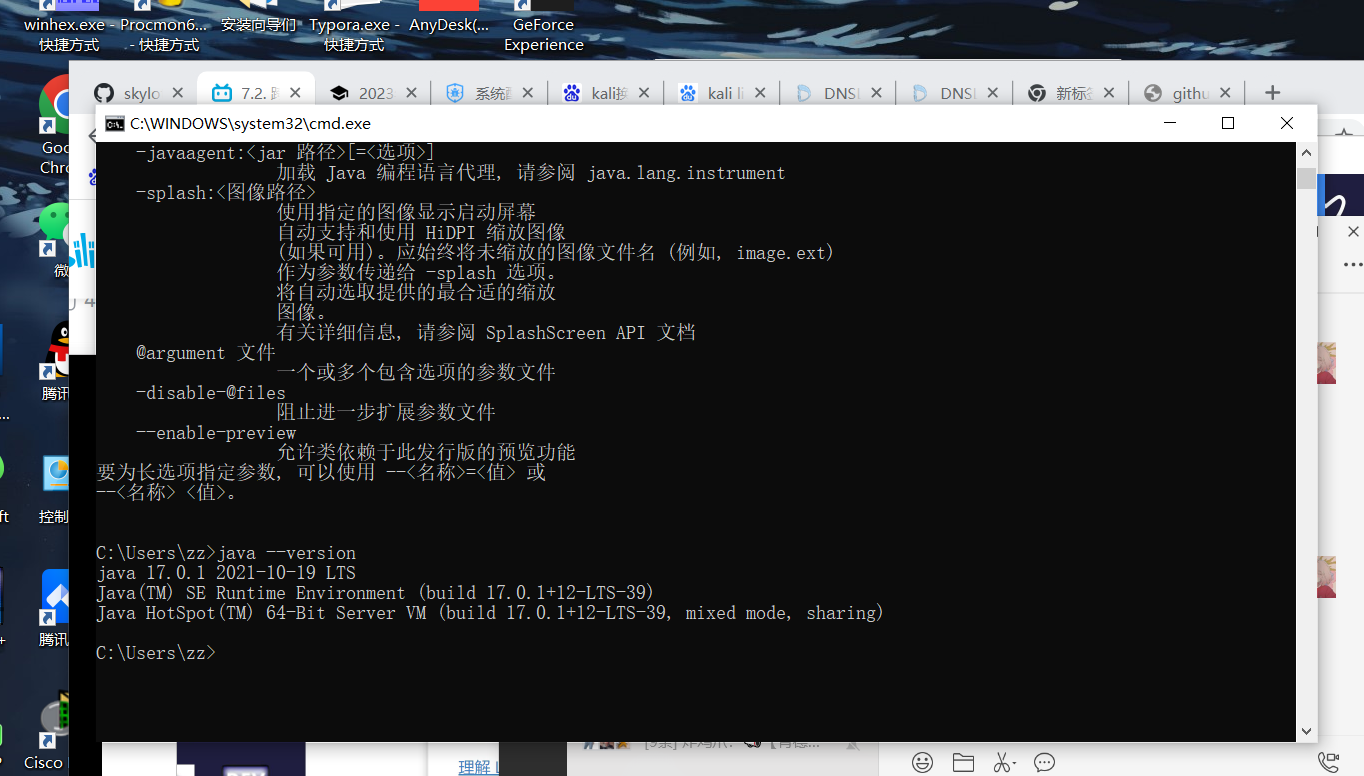 winhex.exe - 快捷方式
Procmon6... - 快捷方式
安装向导们
Typora.exe - 快捷方式
AnyDesk(...
GeForce Experience
skylo
7.2.
2023
kali
kali li
DNSL
DNSL
githu
C:\WINDOWS\system32\cmd.exe
-javaagent:<jar 路径>[=<选项>]
加载 Java 编程语言代理, 请参阅 java.lang.instrument
-splash:<图像路径>
使用指定的图像显示启动屏幕
自动支持和使用 HiDPI 缩放图像
(如果可用)。应始终将未缩放的图像文件名 (例如, image.ext)
作为参数传递给 -splash 选项。
将自动选取提供的最合适的缩放
图像。
有关详细信息, 请参阅 SplashScreen API 文档
@argument 文件
一个或多个包含选项的参数文件
-disable-@files
阻止进一步扩展参数文件
--enable-preview
允许类依赖于此发行版的预览功能
要为长选项指定参数, 可以使用 --<名称>=<值> 或
--<名称> <值>。
C:\Users\zz>java --version
java 17.0.1 2021-10-19 LTS
Java(TM) SE Runtime Environment (build 17.0.1+12-LTS-39)
Java HotSpot(TM) 64-Bit Server VM (build 17.0.1+12-LTS-39, mixed mode, sharing)
C:\Users\zz>
Goo
Chro
微
腾讯
控制
腾讯
Cisco
理解